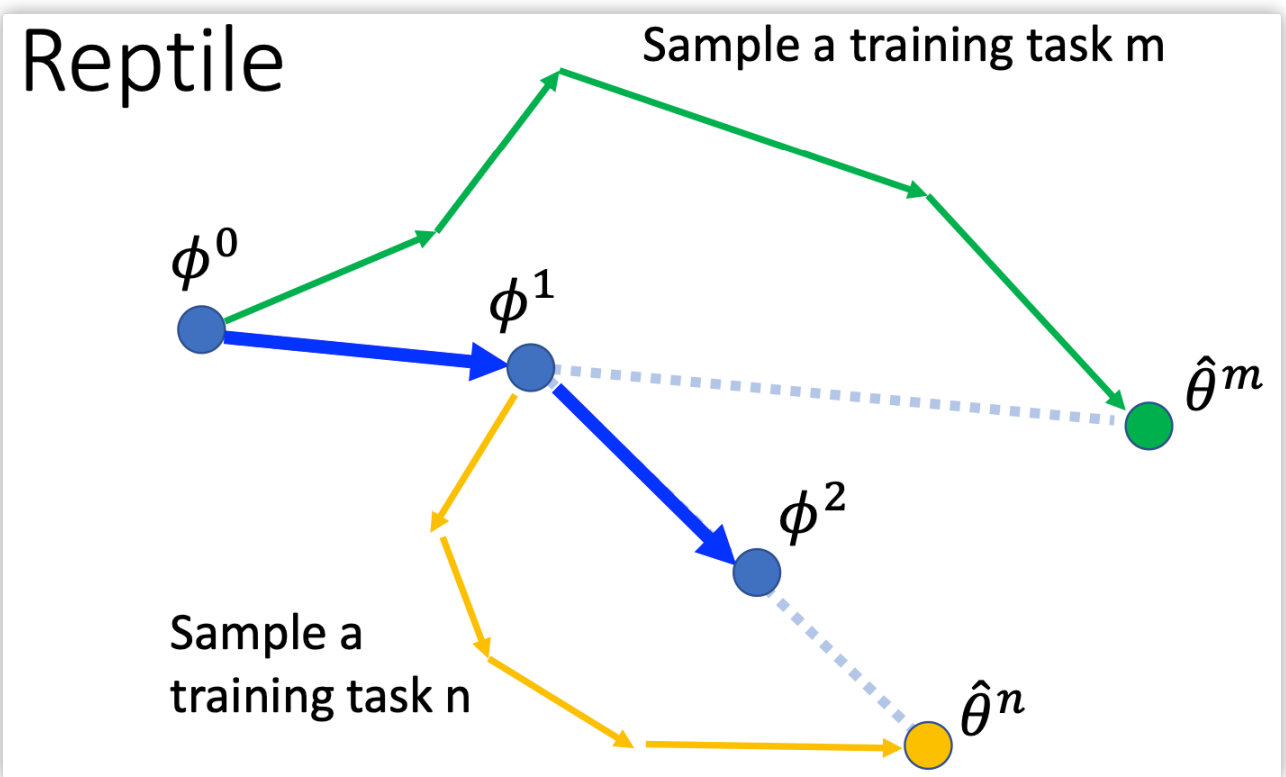 Reptile
Sample a training task m
ϕ⁰
ϕ¹
θ̂ᵐ
ϕ²
Sample a
training task n
θ̂ⁿ